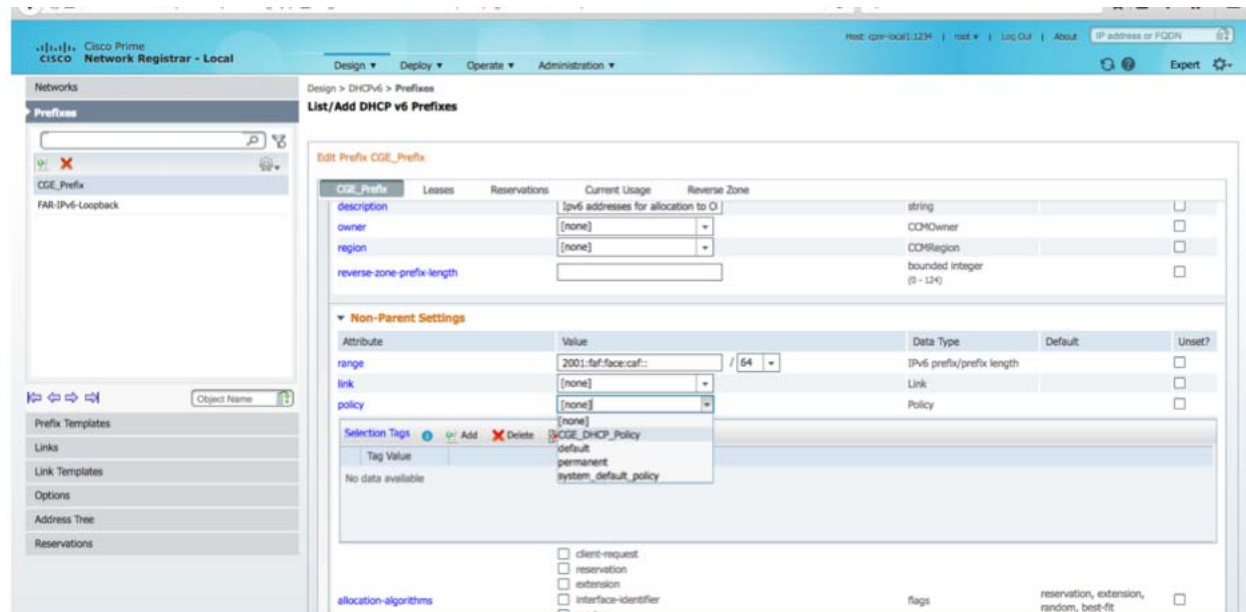 Host: cpnr-local1:1234 | root | Log Out | About IP address or FQDN
Cisco Prime
CISCO Network Registrar - Local
Design Deploy Operate Administration Expert
Networks
Prefixes
CGE_Prefix
FAR-IPv6-Loopback
Object Name
Prefix Templates
Links
Link Templates
Options
Address Tree
Reservations
Design > DHCPv6 > Prefixes
List/Add DHCP v6 Prefixes
Edit Prefix CGE_Prefix
CGE_Prefix Leases Reservations Current Usage Reverse Zone
description Ipv6 addresses for allocation to string
owner [none] CCMOwner
region [none] CCMRegion
reverse-zone-prefix-length bounded integer
(0 - 124)
Non-Parent Settings
Attribute Value Data Type Default Unset?
range 2001:faf:face:caf:: / 64 IPv6 prefix/prefix length
link [none] Link
policy [none] Policy
[none]
CGE_DHCP_Policy
default
permanent
system_default_policy
Selection Tags Add Delete
Tag Value
No data available
client-request
reservation
extension
interface-identifier
allocation-algorithms flags reservation, extension,
random, best-fit